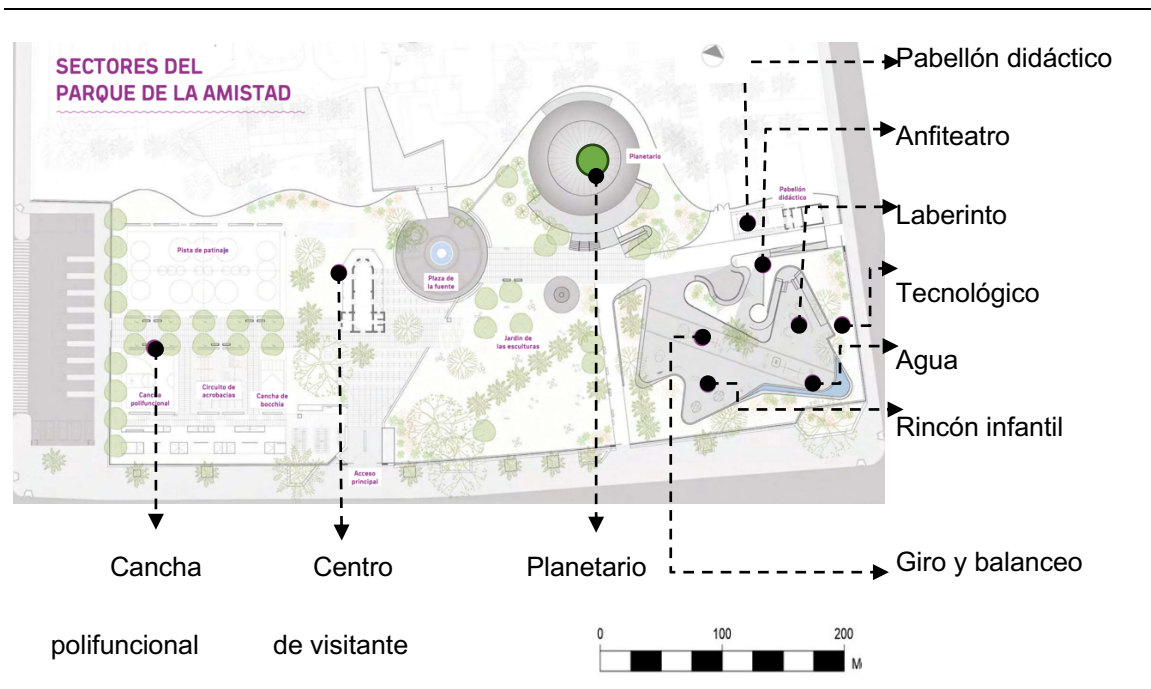 SECTORES DEL
PARQUE DE LA AMISTAD
Pabellón didáctico
Anfiteatro
Laberinto
Tecnológico
Agua
Rincón infantil
Giro y balanceo
Planetario
Pabellón
didáctico
Pista de patinaje
Plaza de
la fuente
Jardín de
las esculturas
Cancha
polifuncional
Circuito de
acrobacias
Cancha de
bocchia
Acceso
principal
Cancha
polifuncional
Centro
de visitante
Planetario
0 100 200
M